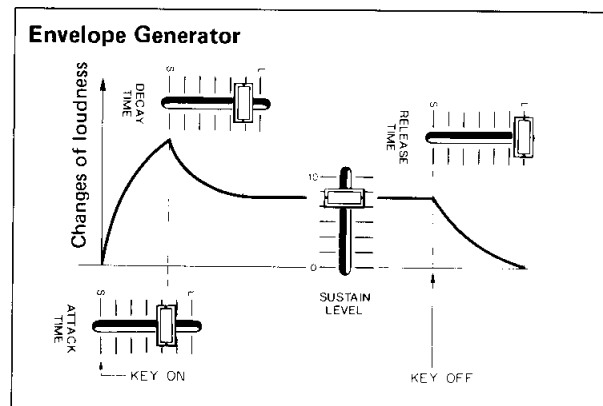 Envelope Generator
Changes of loudness
DECAY
TIME
S
L
RELEASE
TIME
S
L
10
0
SUSTAIN
LEVEL
ATTACK
TIME
S
L
KEY ON
KEY OFF